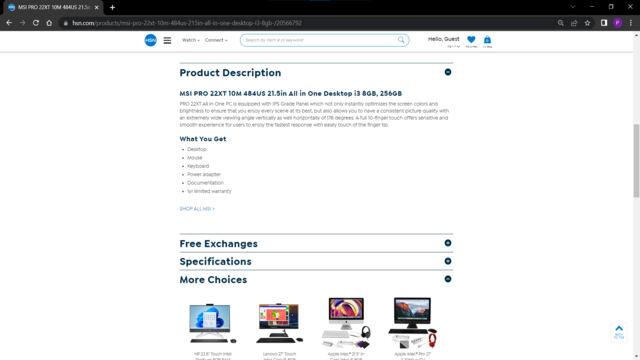 MSI PRO 22XT 10M 484US 21.5in
hsn.com/products/msi-pro-22xt-10m-484us-215in-all-in-one-desktop-i3-8gb-/20566792
P
HSN
Watch
Connect
Search by item # or keyword
Hello, Guest
Product Description
MSI PRO 22XT 10M 484US 21.5in All in One Desktop i3 8GB, 256GB
PRO 22XT All in One PC is equipped with IPS Grade Panel which not only instantly optimizes the screen colors and
brightness to ensure that you enjoy every scene at its best, but also allows you to have a consistent picture quality with
an extremely wide viewing angle vertically as well horizontally of 178 degrees. A full 10-finger touch offers sensitive and
smooth experience for users to enjoy the fastest response with easily touch of the finger tip.
What You Get
• Desktop
• Mouse
• Keyboard
• Power adapter
• Documentation
• 1yr limited warranty
SHOP ALL MSI >
Free Exchanges
Specifications
More Choices
BACK
TO TOP
HP 22.8" Touch Intel
Lenovo 27" Touch
Apple iMac® 21.5" in
Apple iMac® Pro 27"